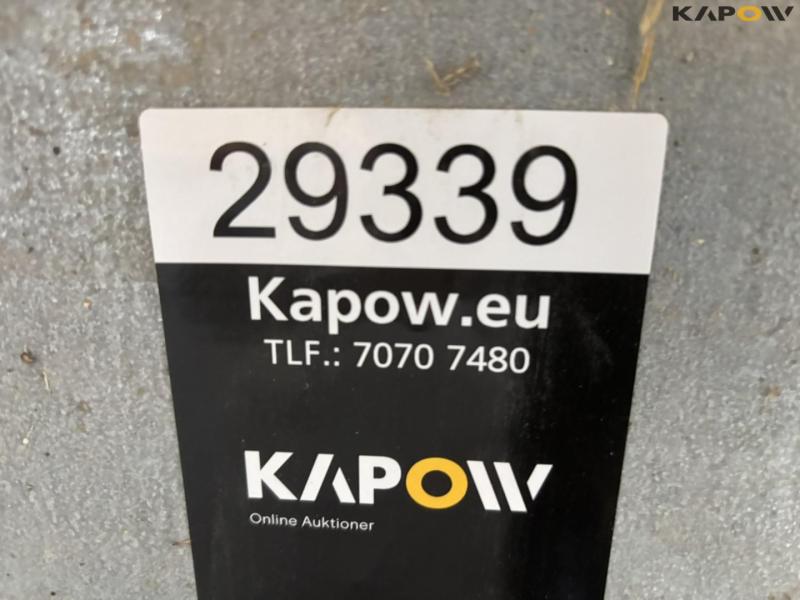 KAPOW
29339
Kapow.eu
TLF.: 7070 7480
KAPOW
Online Auktioner